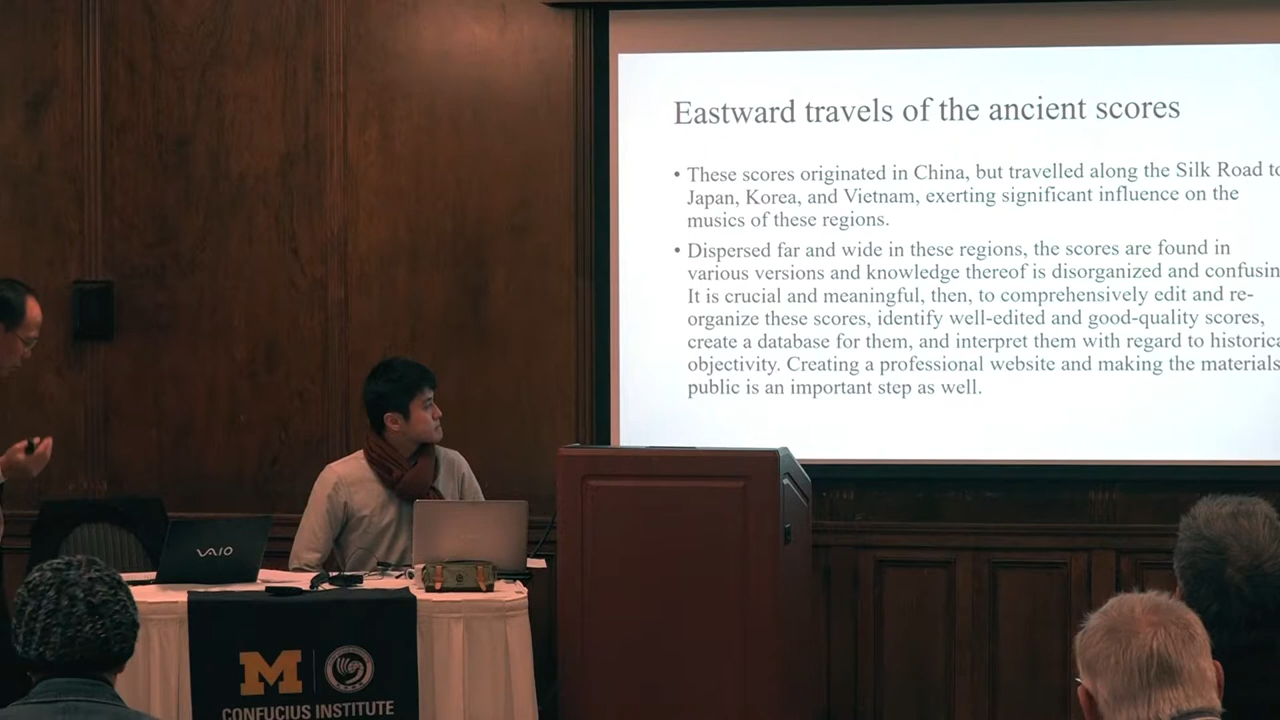 Eastward travels of the ancient scores
• These scores originated in China, but travelled along the Silk Road
Japan, Korea, and Vietnam, exerting significant influence on the
musics of these regions.
• Dispersed far and wide in these regions, the scores are found in
various versions and knowledge thereof is disorganized and
It is crucial and meaningful, then, to comprehensively edit and re-
organize these scores, identify well-edited and good-quality scores,
create a database for them, and interpret them with regard to
objectivity. Creating a professional website and making the materials
public is an important step as well.
VAIO
M
CONFUCIUS INSTITUTE